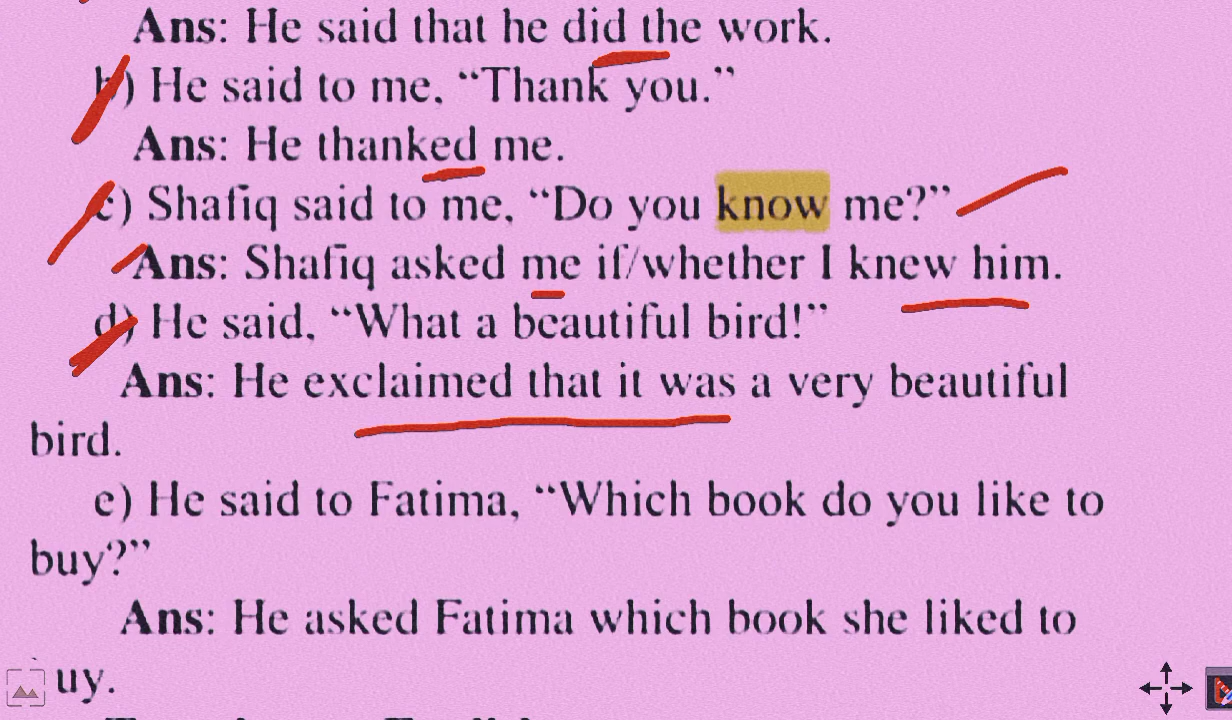 Ans: He said that he did the work.
b) He said to me, “Thank you.”
Ans: He thanked me.
c) Shafiq said to me, “Do you know me?”
Ans: Shafiq asked me if/whether I knew him.
d) He said, “What a beautiful bird!”
Ans: He exclaimed that it was a very beautiful
bird.
e) He said to Fatima, “Which book do you like to
buy?”
Ans: He asked Fatima which book she liked to
uy.